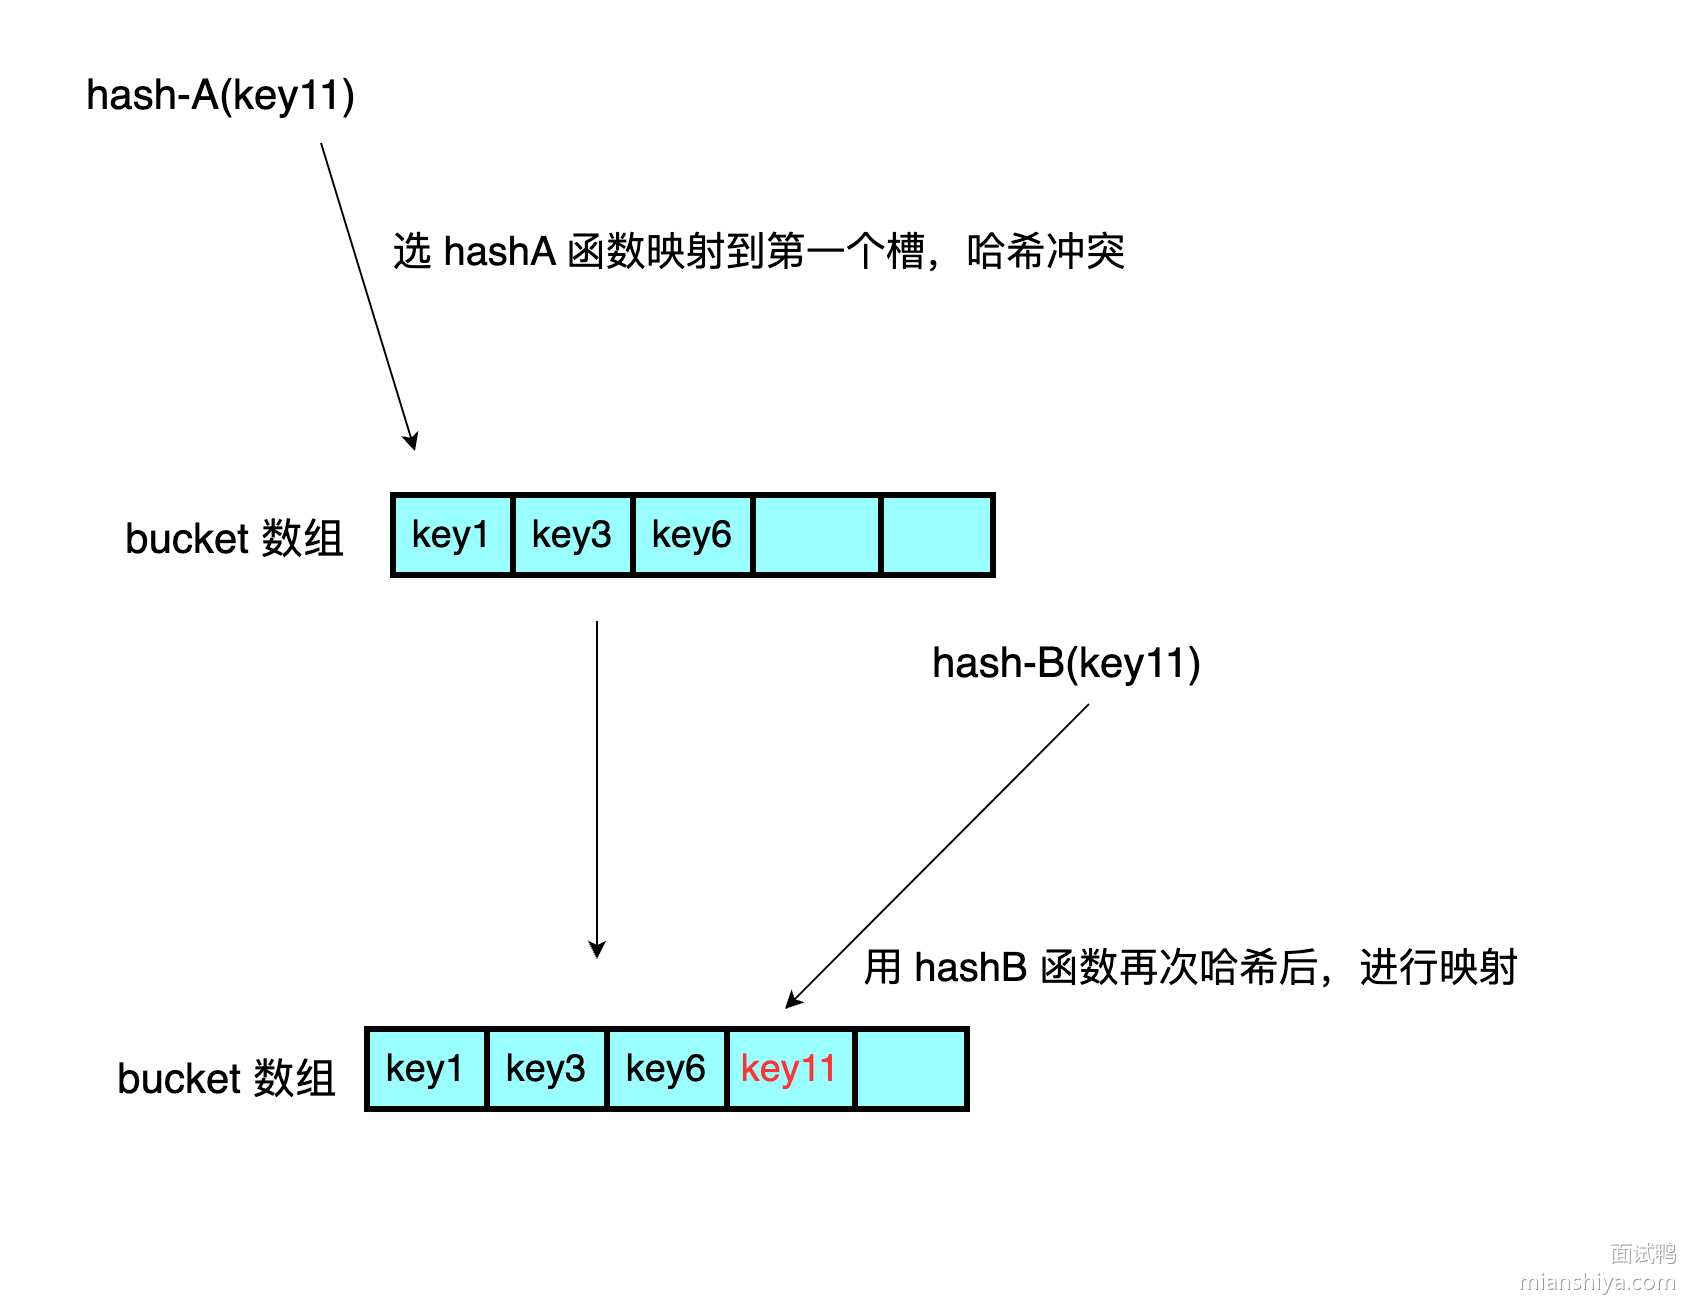 hash-A(key11)
选 hashA 函数映射到第一个槽，哈希冲突
bucket 数组
key1 key3 key6
hash-B(key11)
用 hashB 函数再次哈希后，进行映射
bucket 数组
key1 key3 key6 key11
面试鸭
mianshiya.com